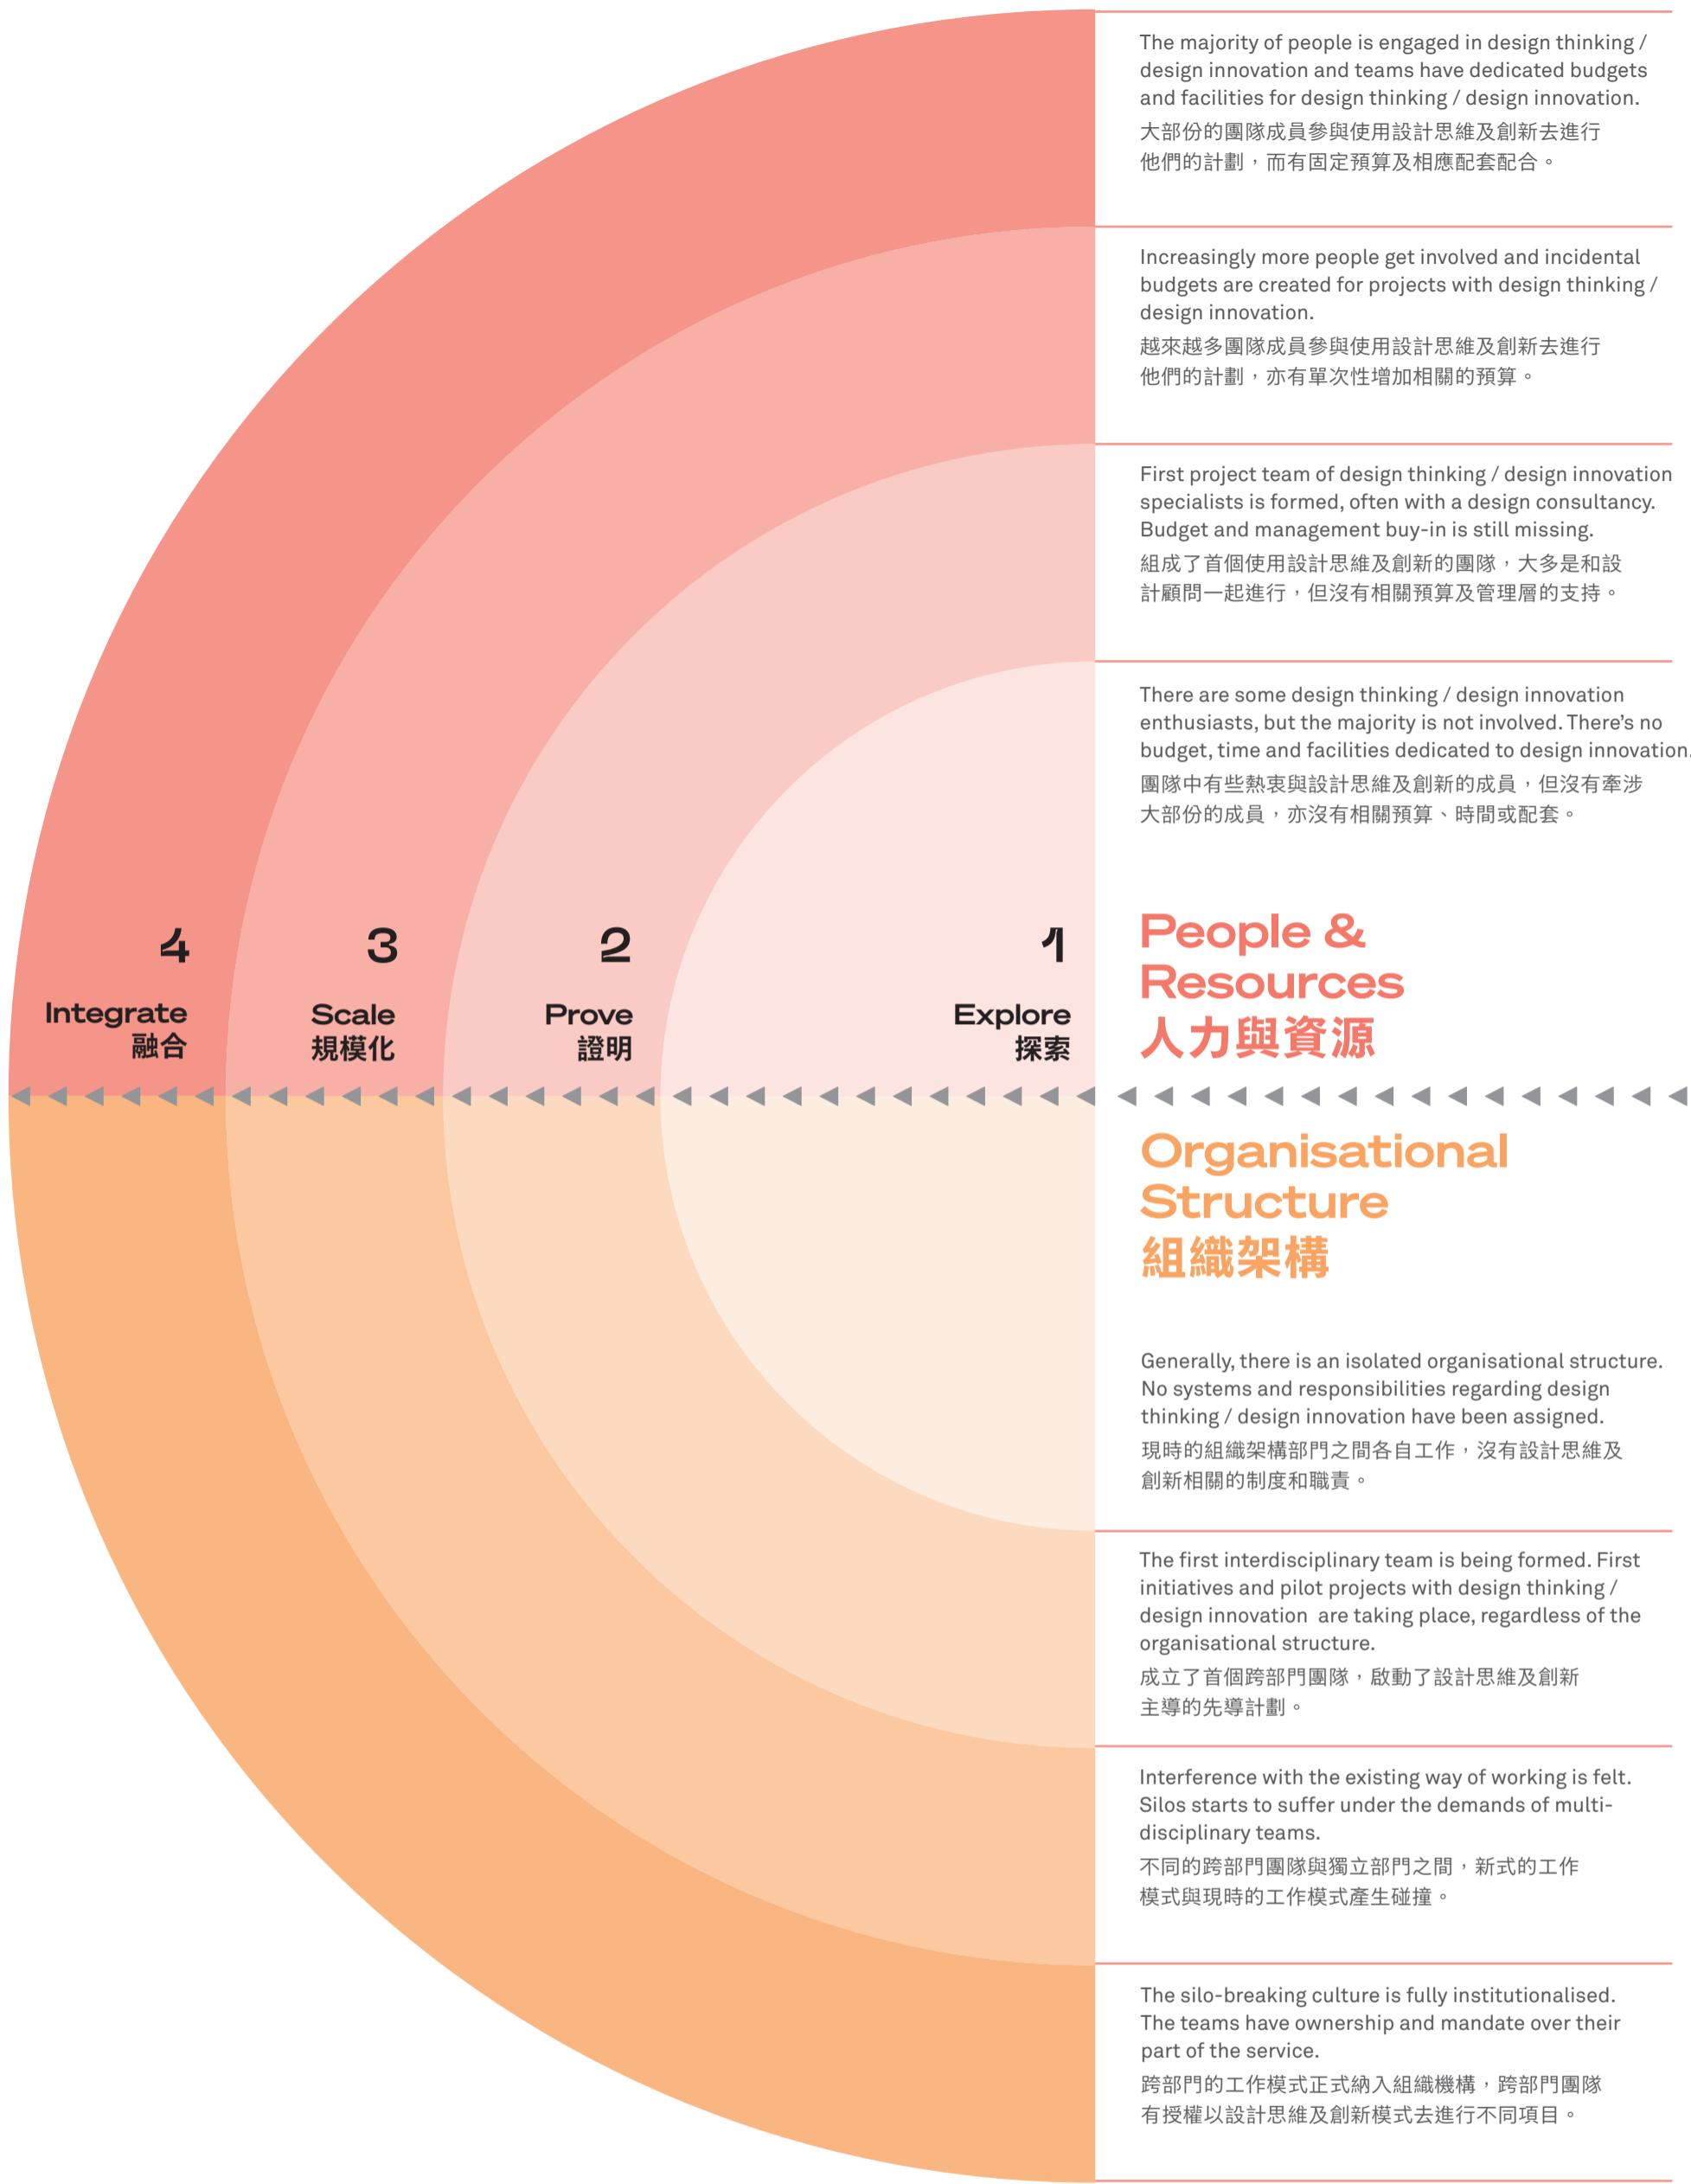 The majority of people is engaged in design thinking /
design innovation and teams have dedicated budgets
and facilities for design thinking / design innovation.
大部份的團隊成員參與使用設計思維及創新去進行
他們的計劃，而有固定預算及相應配套配合。
Increasingly more people get involved and incidental
budgets are created for projects with design thinking /
design innovation.
越來越多團隊成員參與使用設計思維及創新去進行
他們的計劃，亦有單次性增加相關的預算。
First project team of design thinking / design innovation
specialists is formed, often with a design consultancy.
Budget and management buy-in is still missing.
組成了首個使用設計思維及創新的團隊，大多是和設
計顧問一起進行，但沒有相關預算及管理層的支持。
There are some design thinking / design innovation
enthusiasts, but the majority is not involved. There’s no
budget, time and facilities dedicated to design innovation.
團隊中有些熱衷與設計思維及創新的成員，但沒有牽涉
大部份的成員，亦沒有相關預算、時間或配套。
4
Integrate
融合
3
Scale
規模化
2
Prove
證明
1
Explore
探索
People &
Resources
人力與資源
Organisational
Structure
組織架構
Generally, there is an isolated organisational structure.
No systems and responsibilities regarding design
thinking / design innovation have been assigned.
現時的組織架構部門之間各自工作，沒有設計思維及
創新相關的制度和職責。
The first interdisciplinary team is being formed. First
initiatives and pilot projects with design thinking /
design innovation are taking place, regardless of the
organisational structure.
成立了首個跨部門團隊，啟動了設計思維及創新
主導的先導計劃。
Interference with the existing way of working is felt.
Silos starts to suffer under the demands of multi-
disciplinary teams.
不同的跨部門團隊與獨立部門之間，新式的工作
模式與現時的工作模式產生碰撞。
The silo-breaking culture is fully institutionalised.
The teams have ownership and mandate over their
part of the service.
跨部門的工作模式正式納入組織機構，跨部門團隊
有授權以設計思維及創新模式去進行不同項目。